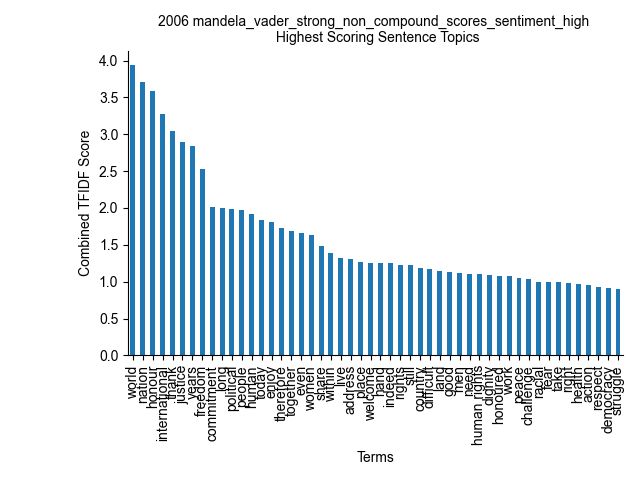 2006 mandela_vader_strong_non_compound_scores_sentiment_high
Highest Scoring Sentence Topics
Combined TFIDF Score
4.0
3.5
3.0
2.5
2.0
1.5
1.0
0.5
0.0
world
nation
honour
international
thank
justice
years
freedom
commitment
long
political
people
human
today
enjoy
therefore
together
even
women
share
within
live
address
place
welcome
hand
indeed
rights
still
country
difficult
land
good
men
need
human rights
dignity
honoured
work
peace
challenge
racial
fear
take
right
health
action
respect
democracy
struggle
Terms